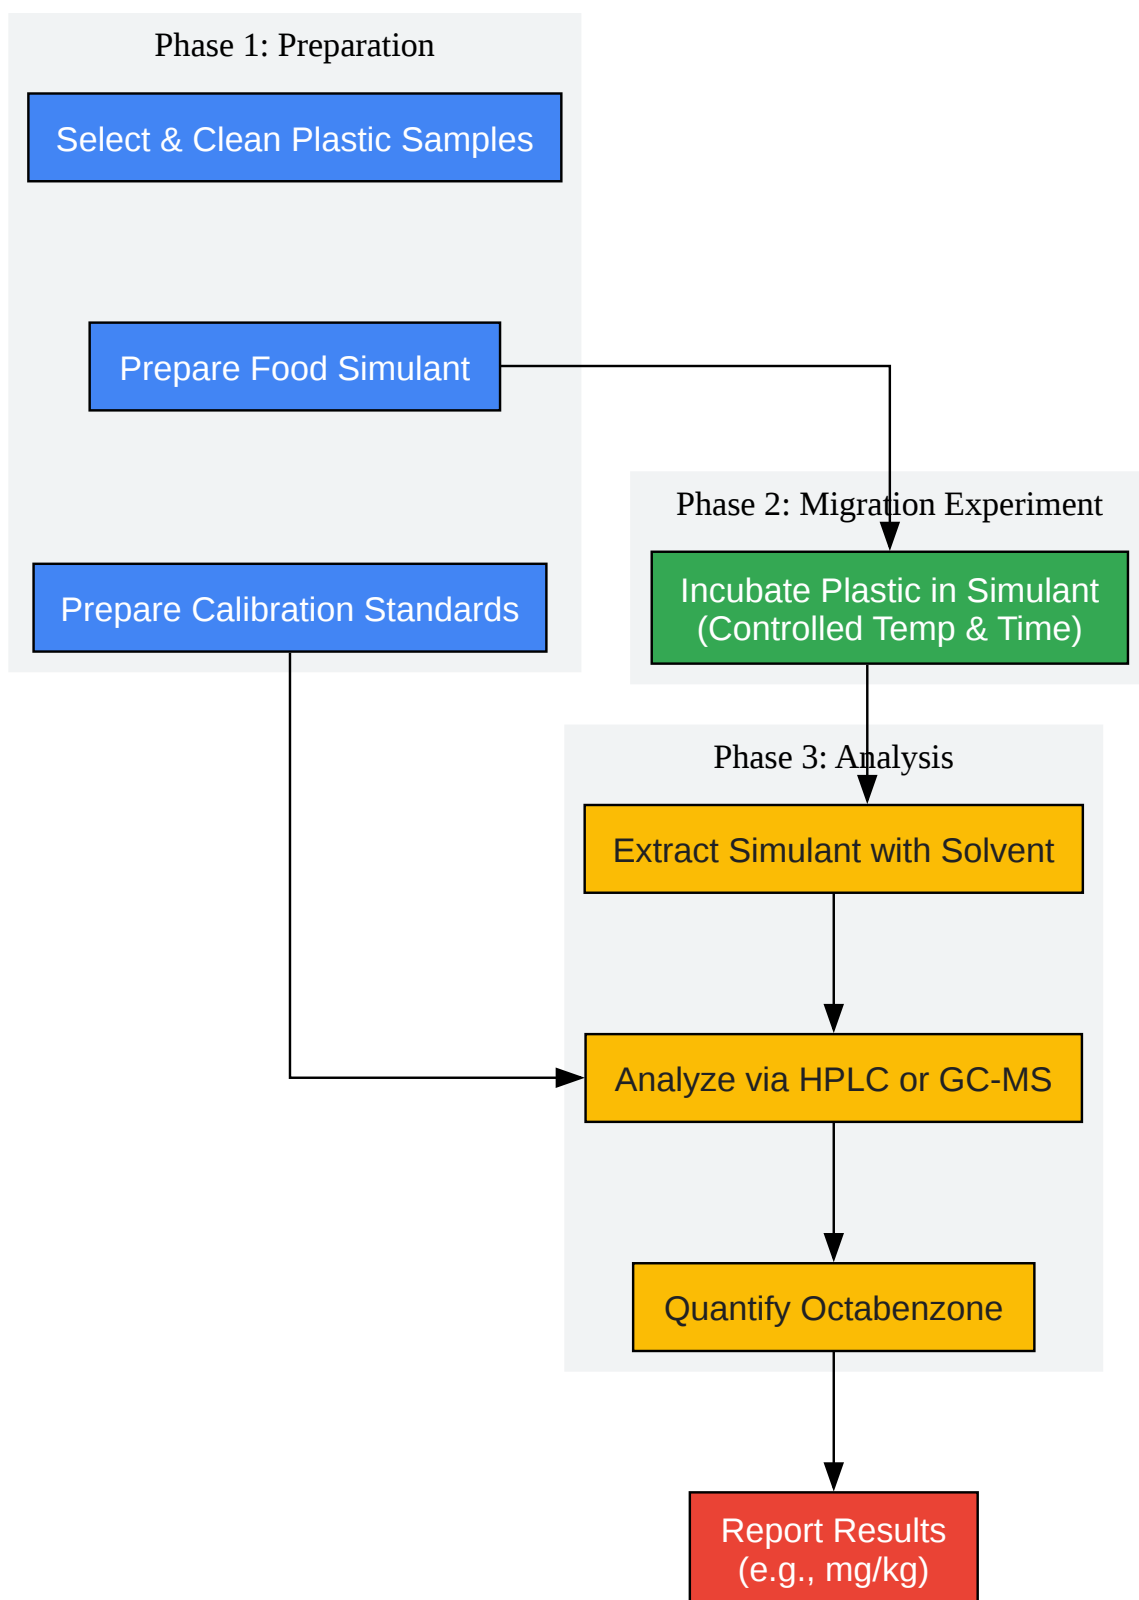 Phase 1: Preparation
Select & Clean Plastic Samples
Prepare Food Simulant
Prepare Calibration Standards
Phase 2: Migration Experiment
Incubate Plastic in Simulant
(Controlled Temp & Time)
Phase 3: Analysis
Extract Simulant with Solvent
Analyze via HPLC or GC-MS
Quantify Octabenzone
Report Results
(e.g., mg/kg)